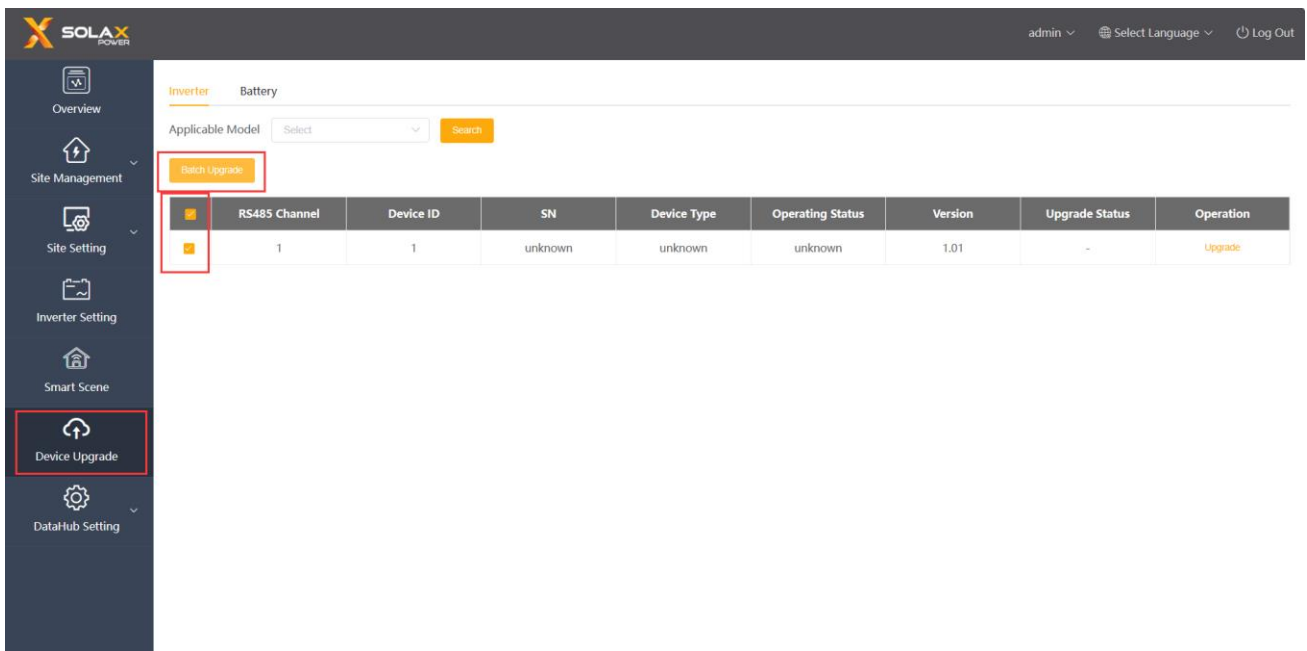 SOLAX POWER
admin Select Language Log Out
Overview
Site Management
Site Setting
Inverter Setting
Smart Scene
Device Upgrade
DataHub Setting
Inverter Battery
Applicable Model Select Search
Batch Upgrade
RS485 Channel Device ID SN Device Type Operating Status Version Upgrade Status Operation
1 1 unknown unknown unknown 1.01 - Upgrade